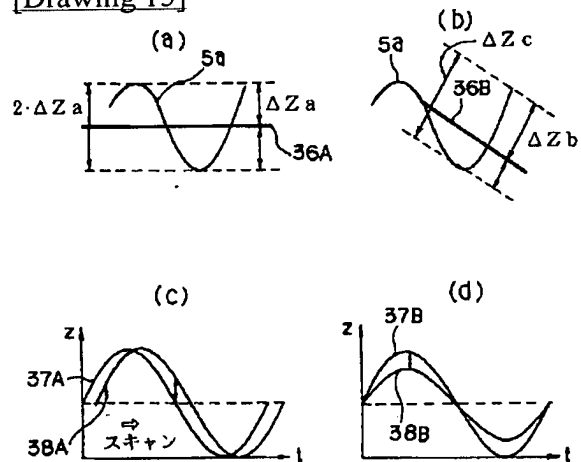 [Drawing 13]
(a)
5a
2·ΔZa
ΔZa
36A
(b)
5a
ΔZc
36B
ΔZb
(c)
Z
37A
38A
⇒
スキャン
t
(d)
Z
37B
38B
t